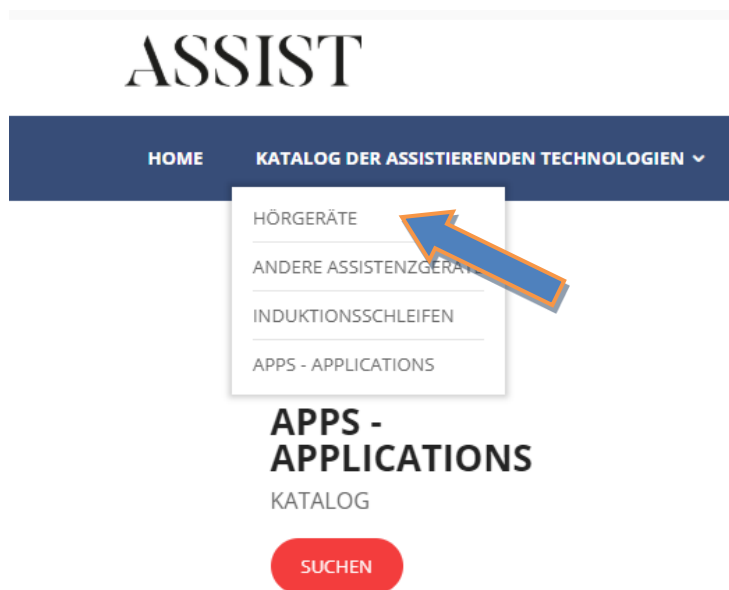 ASSIST
HOME KATALOG DER ASSISTIERENDEN TECHNOLOGIEN
HÖRGERÄTE
ANDERE ASSISTENZGERÄTE
INDUKTIONSSCHLEIFEN
APPS - APPLICATIONS
APPS -
APPLICATIONS
KATALOG
SUCHEN